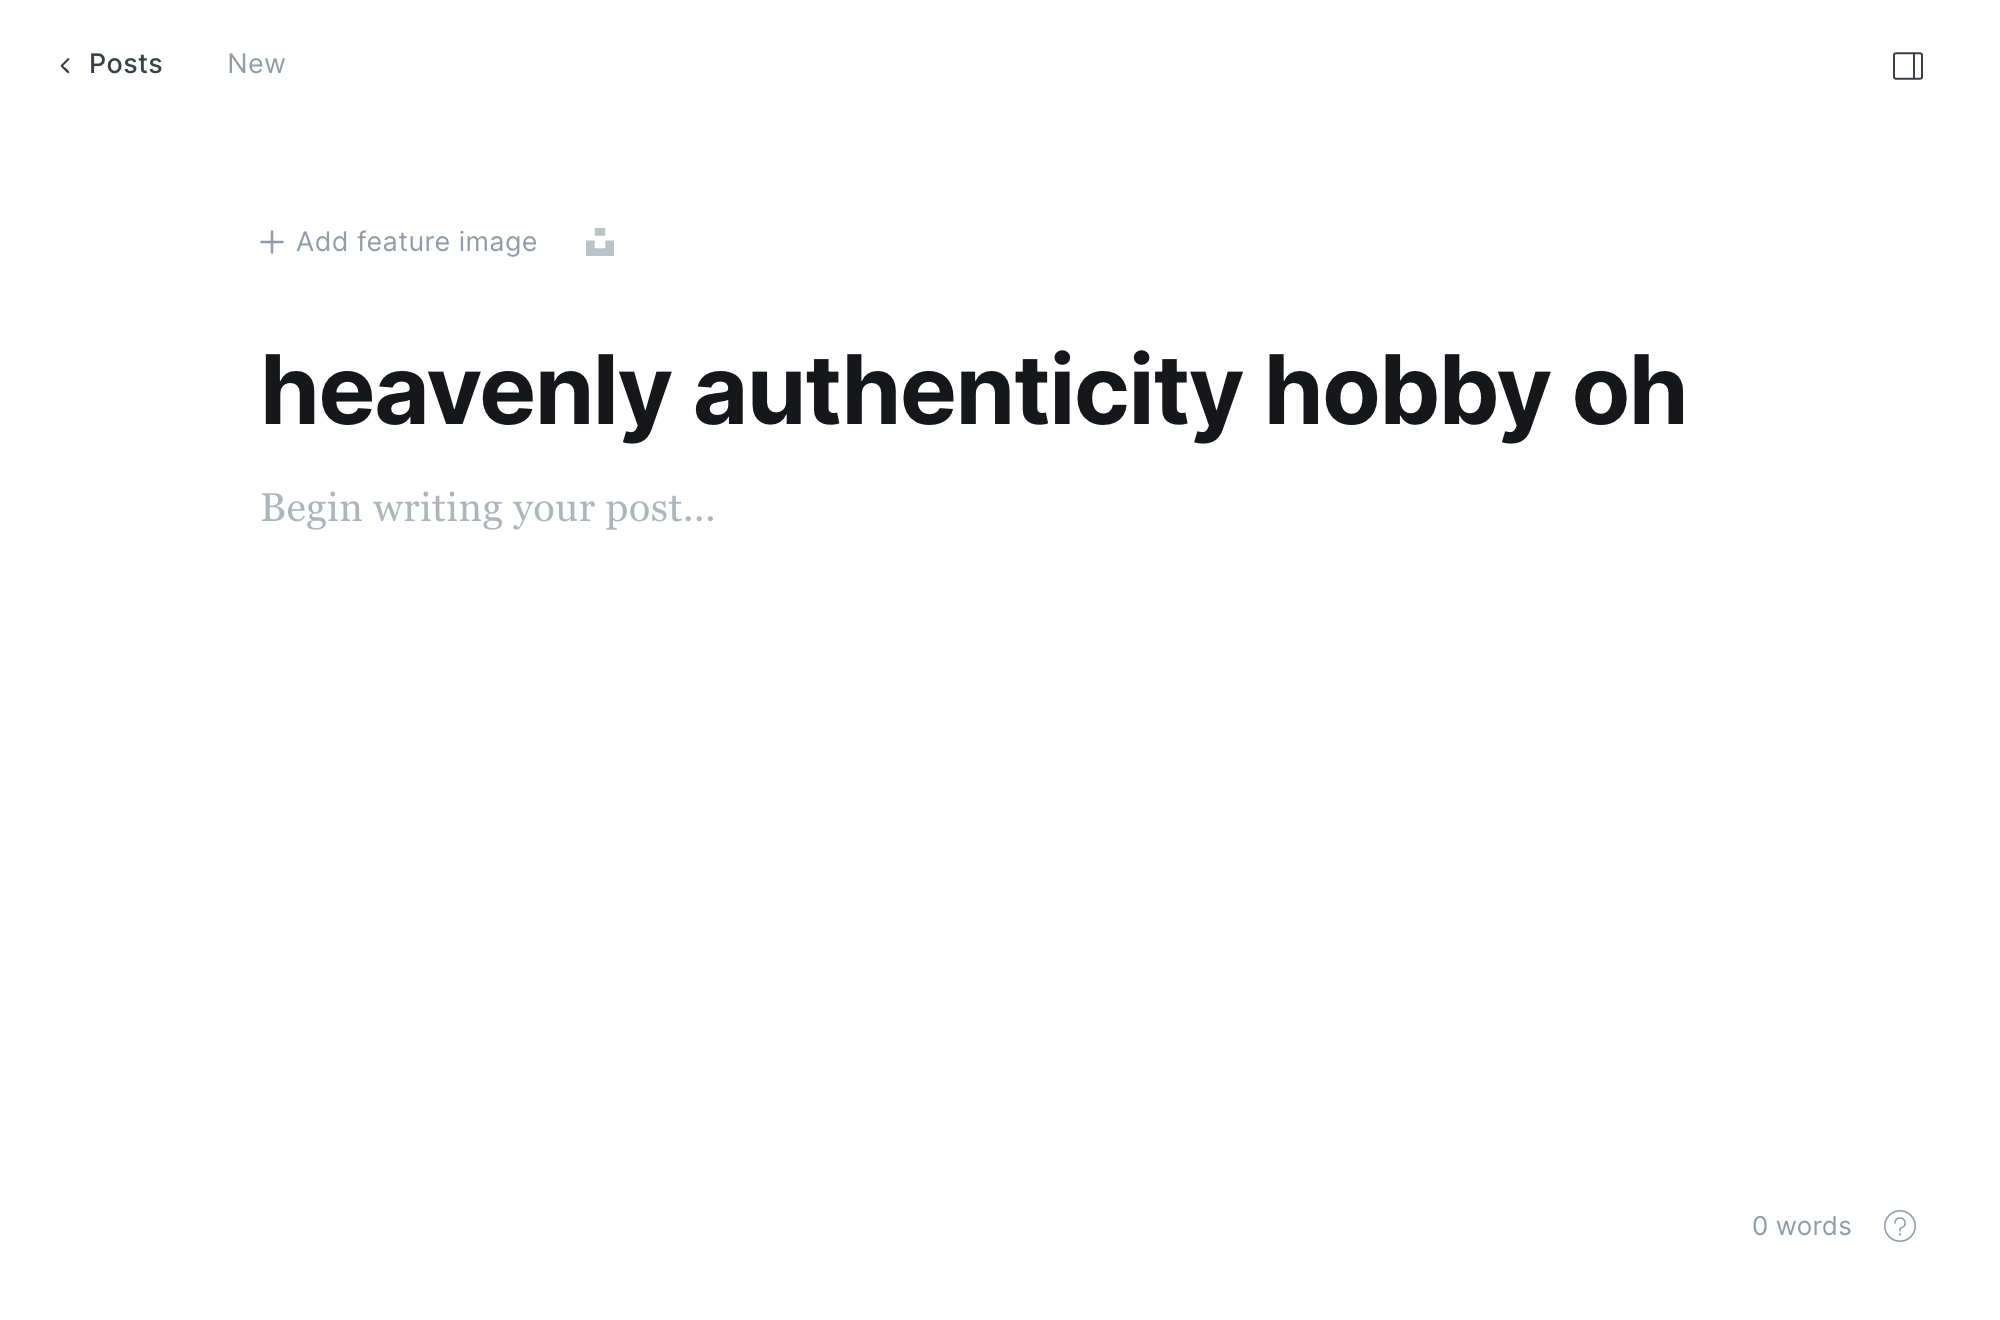 Posts New
Add feature image
heavenly authenticity hobby oh
Begin writing your post...
0 words ?